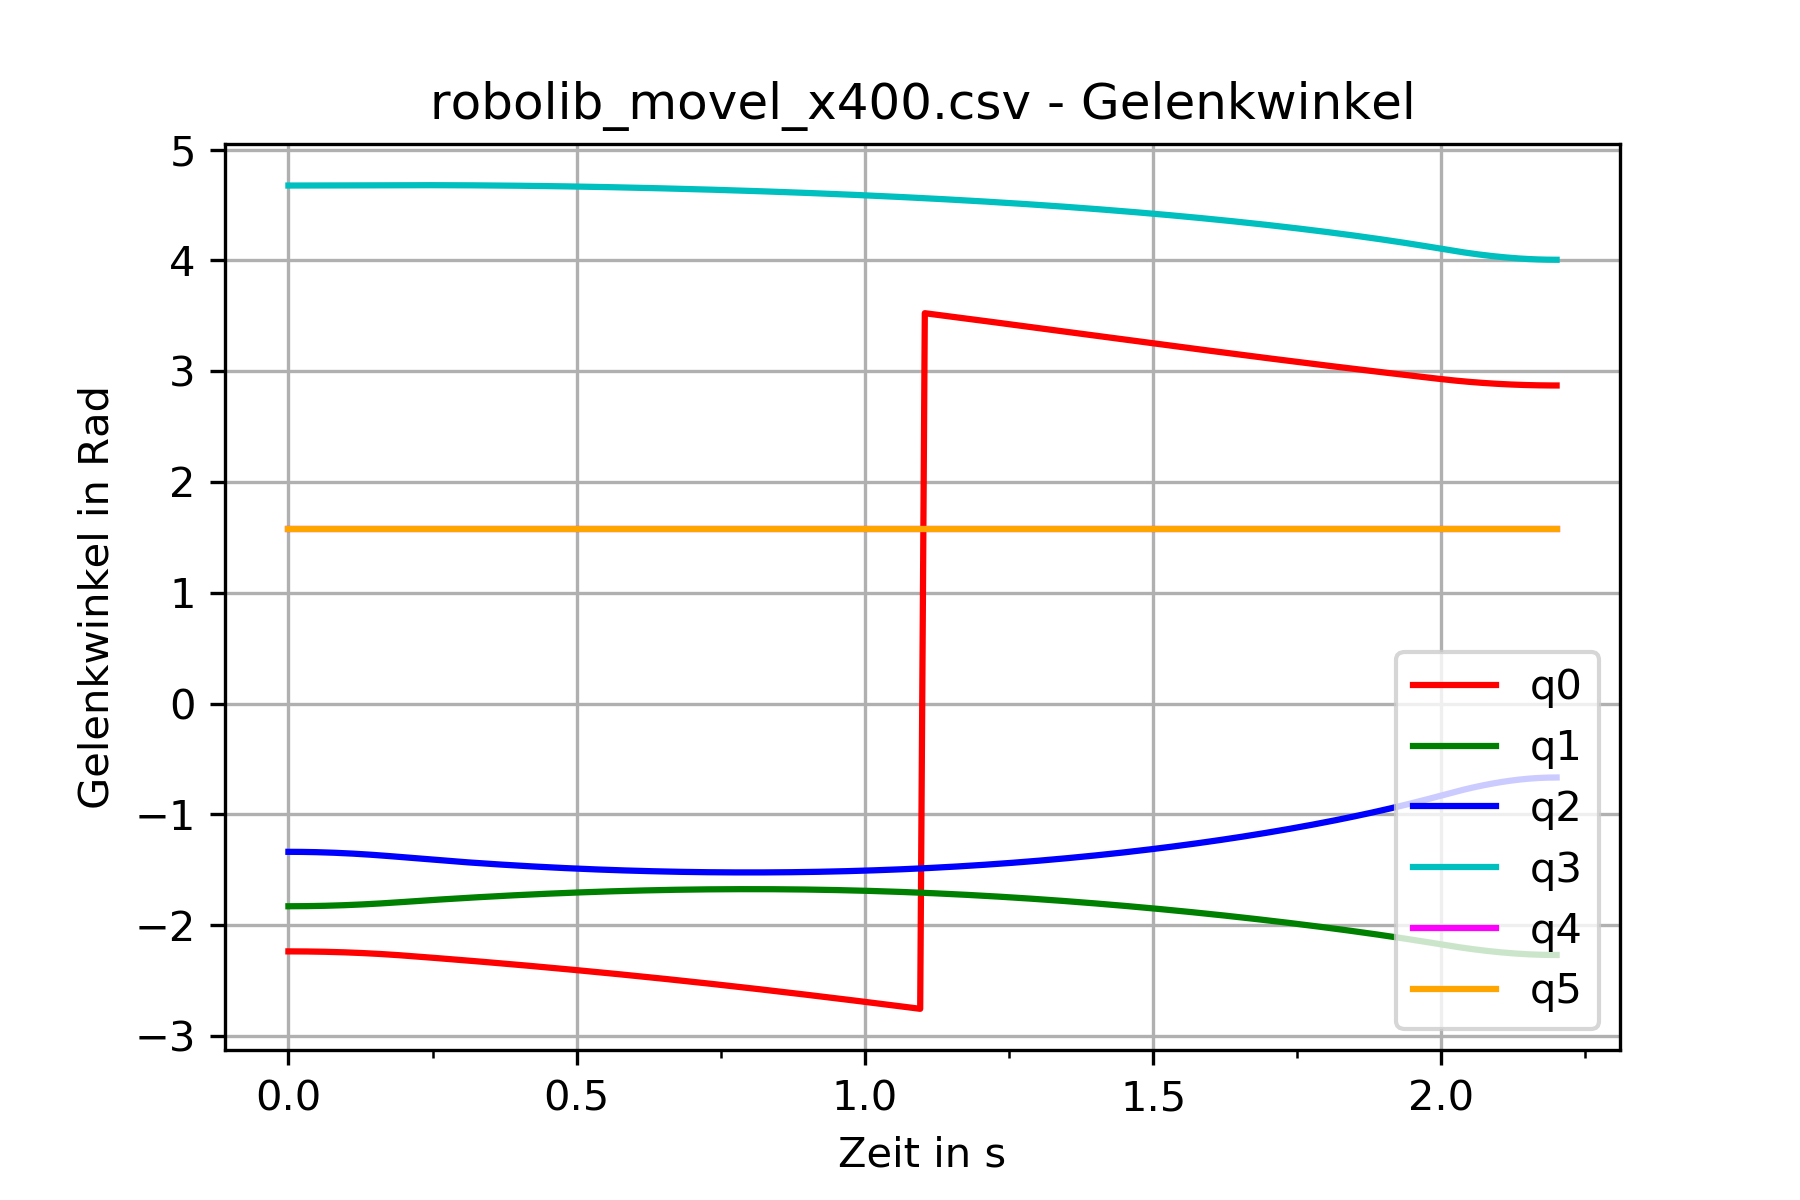 robolib_movel_x400.csv - Gelenkwinkel
5
4
3
2
1
0
−1
−2
−3
Gelenkwinkel in Rad
q0
q1
q2
q3
q4
q5
0.0 0.5 1.0 1.5 2.0
Zeit in s